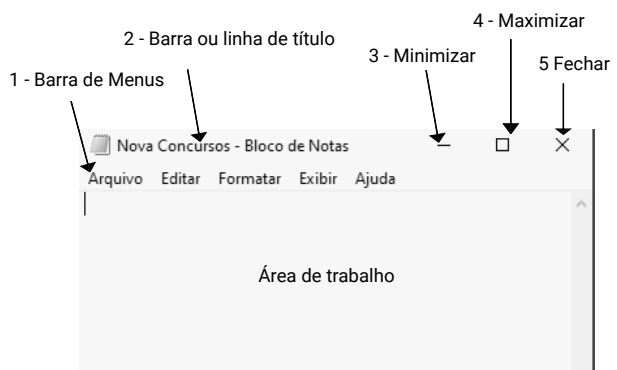 4 - Maximizar
2 - Barra ou linha de título
3 - Minimizar
5 Fechar
1 - Barra de Menus
Nova Concursos - Bloco de Notas
Arquivo Editar Formatar Exibir Ajuda
Área de trabalho